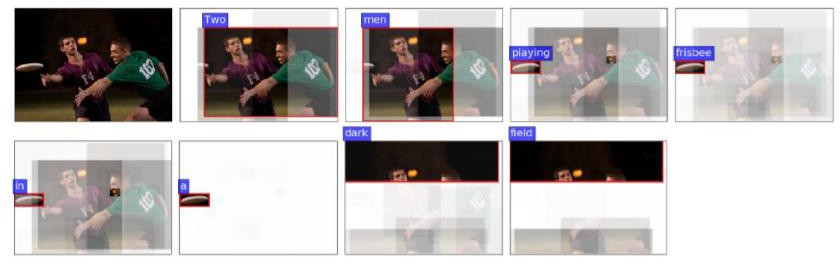 Two
men
playing
frisbee
in
a
dark
field